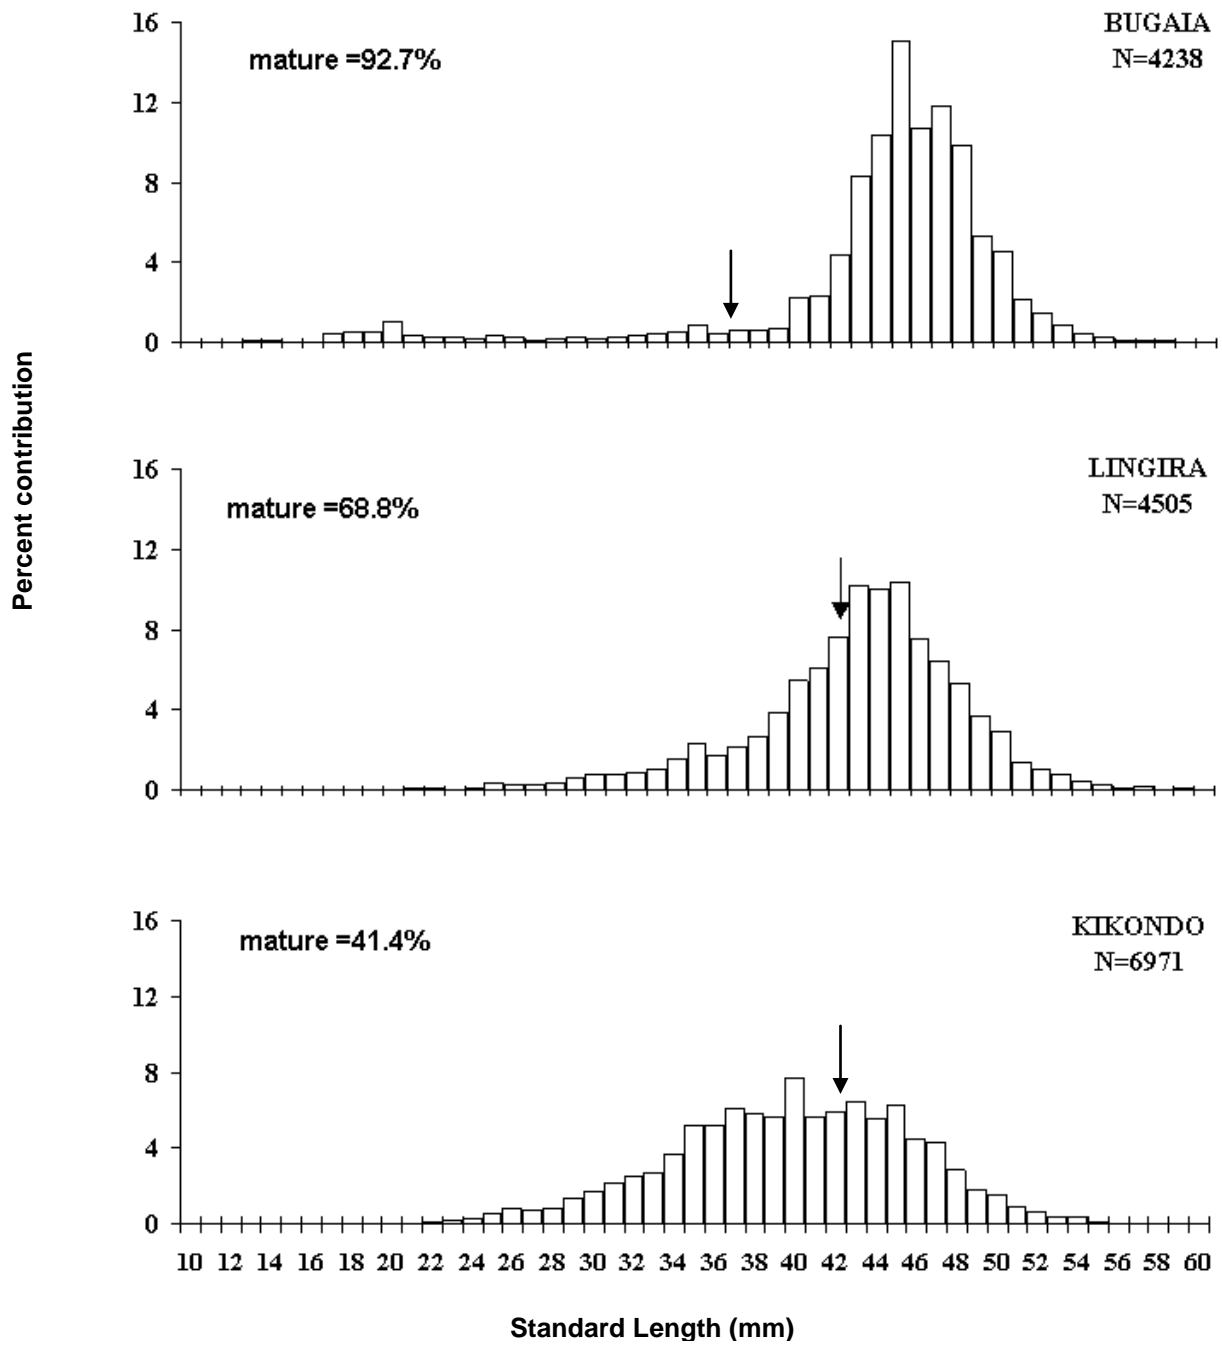 Percent contribution
BUGAIA
N=4238
mature =92.7%
16
12
8
4
0
LINGIRA
N=4505
mature =68.8%
16
12
8
4
0
KIKONDO
N=6971
mature =41.4%
16
12
8
4
0
10 12 14 16 18 20 22 24 26 28 30 32 34 36 38 40 42 44 46 48 50 52 54 56 58 60
Standard Length (mm)